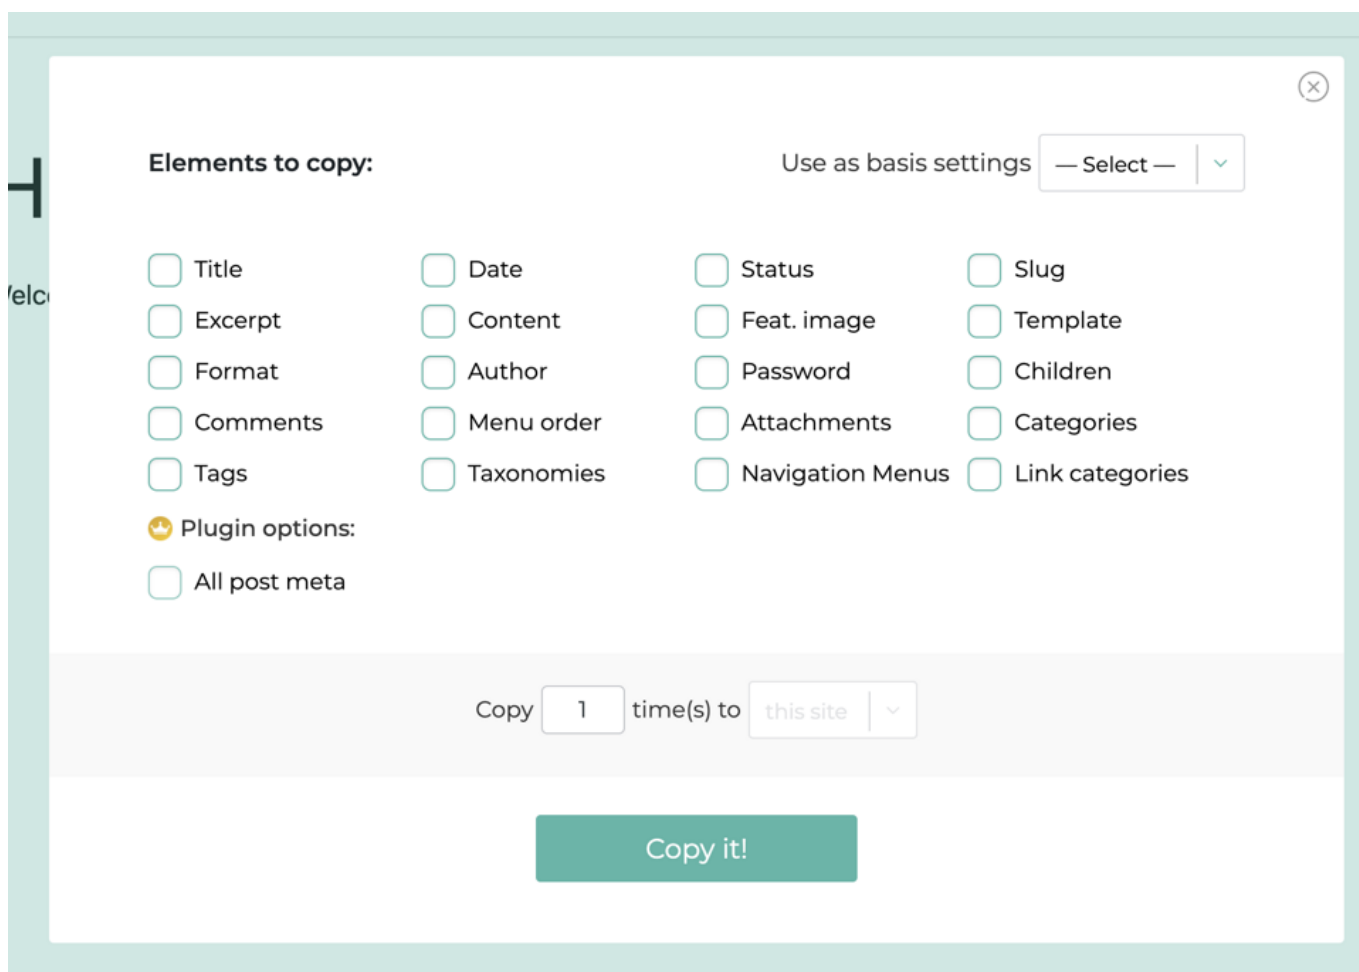 Elements to copy: Use as basis settings — Select —
Title Date Status Slug
Excerpt Content Feat. image Template
Format Author Password Children
Comments Menu order Attachments Categories
Tags Taxonomies Navigation Menus Link categories
Plugin options:
All post meta
Copy 1 time(s) to this site
Copy it!